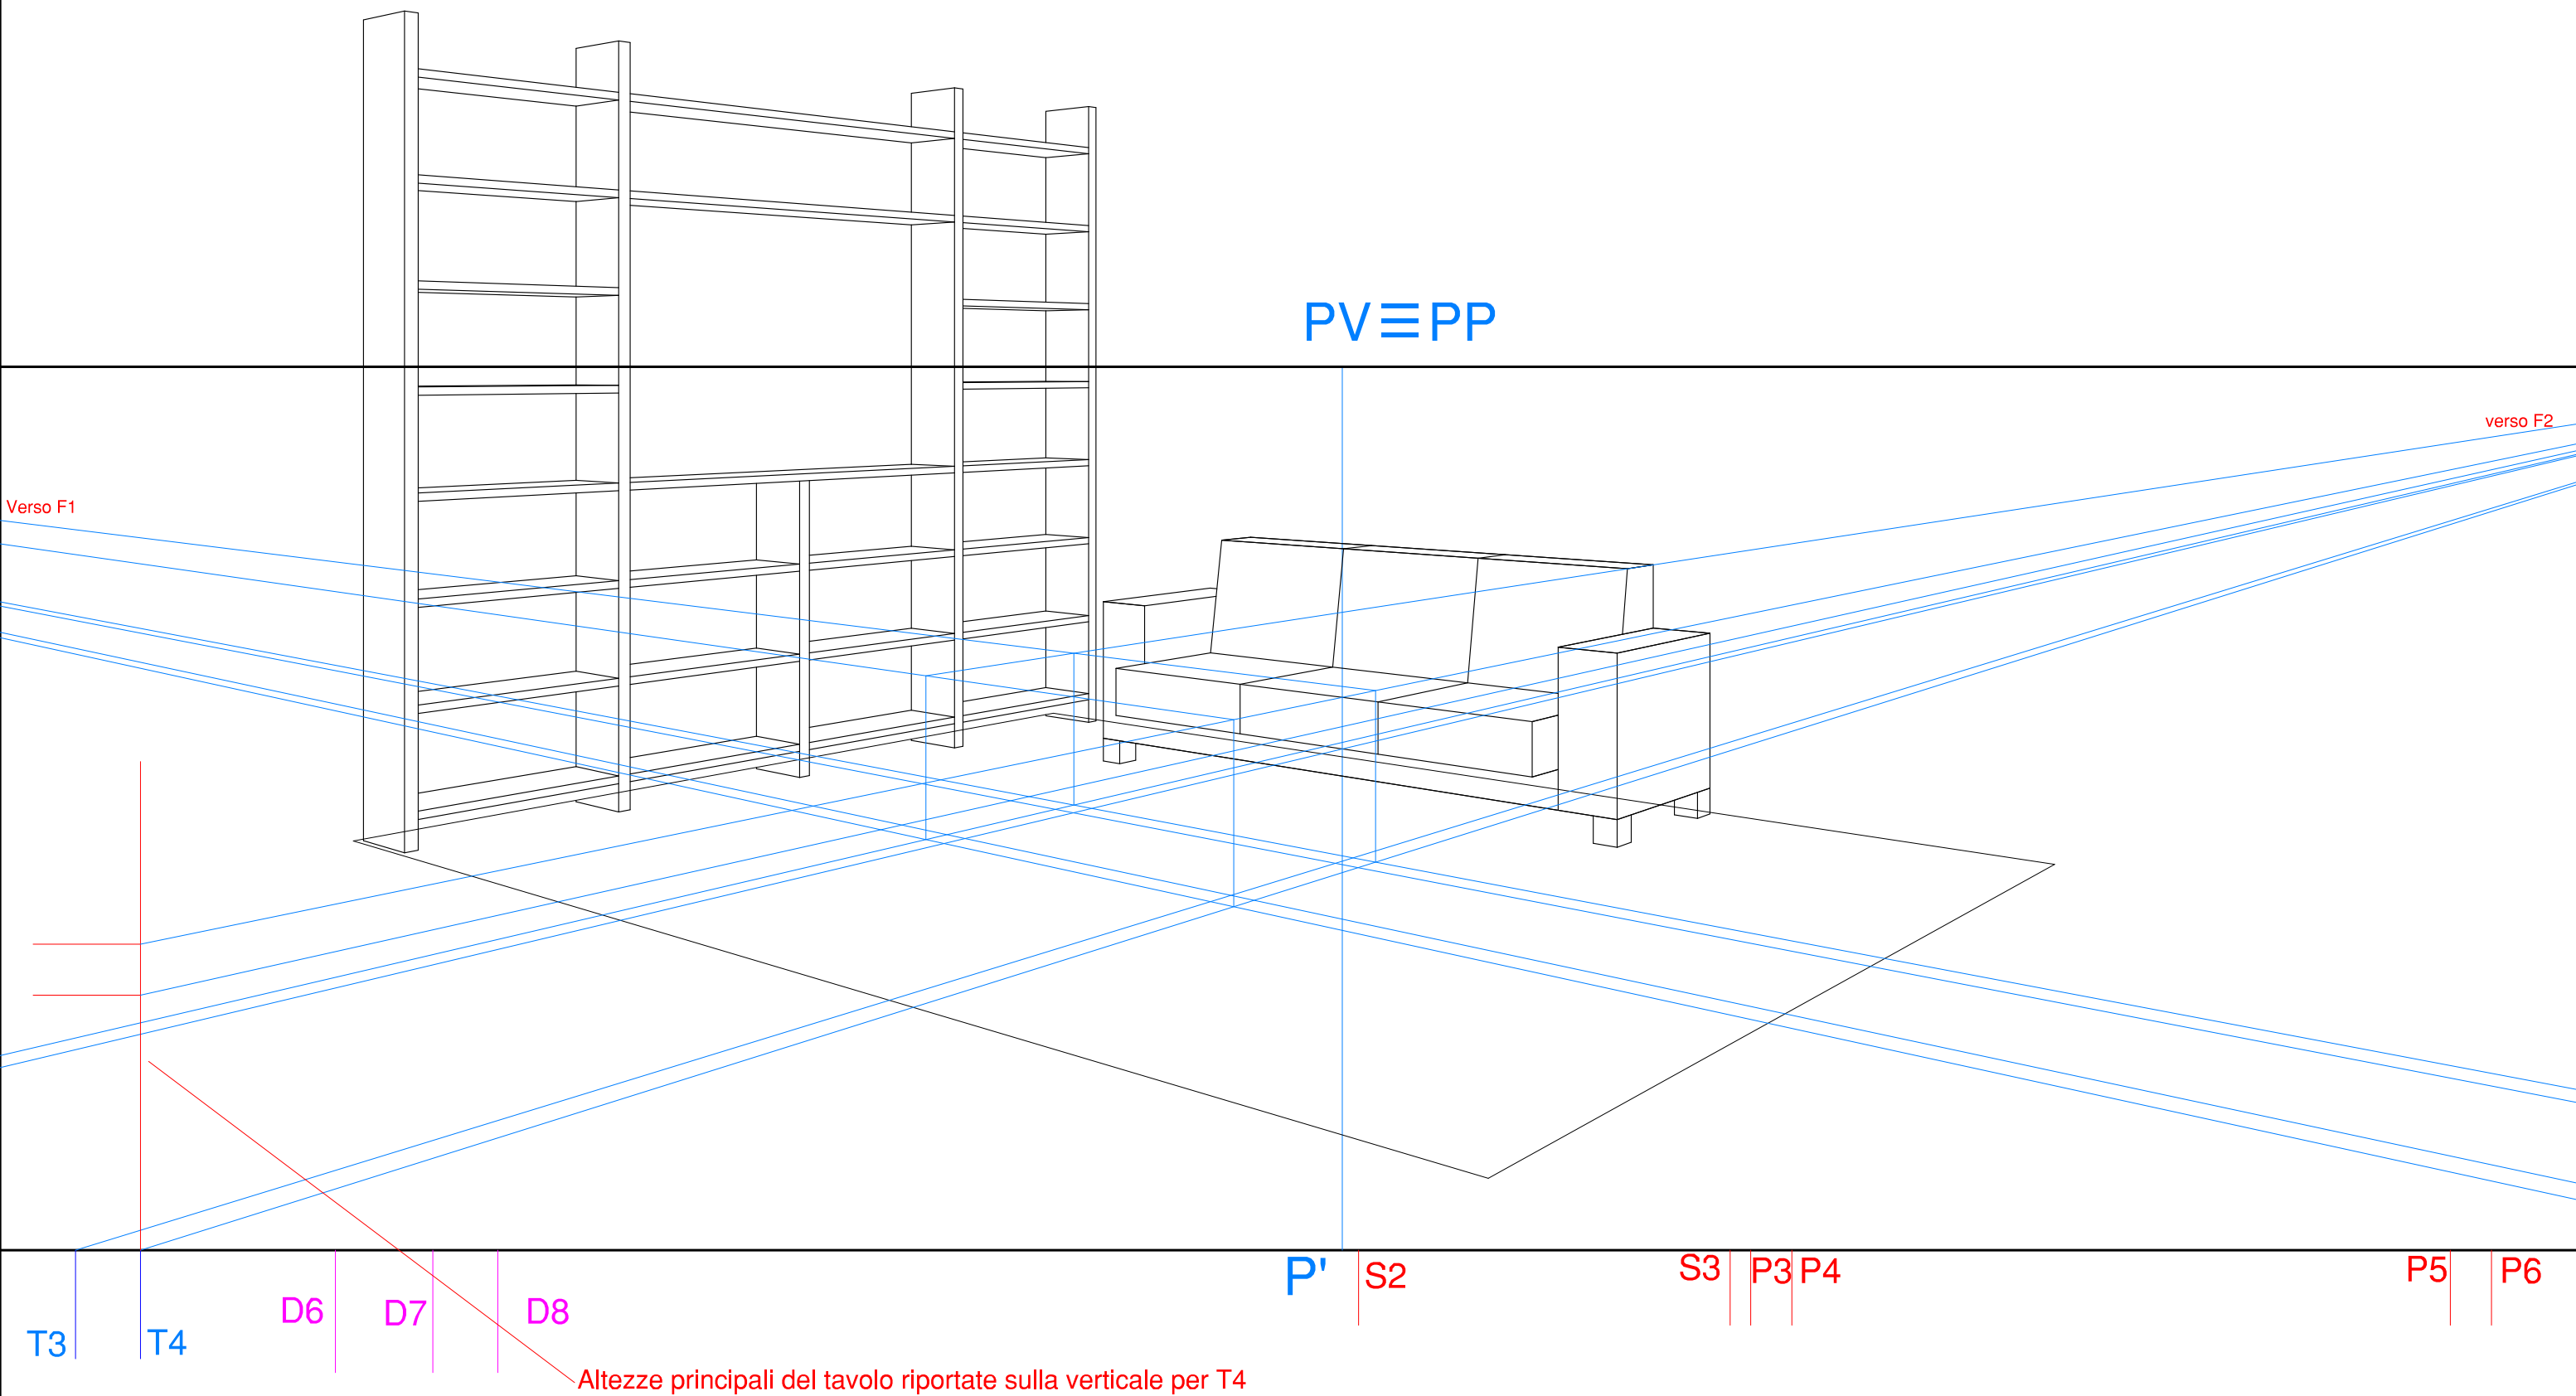 PV≡PP
verso F2
Verso F1
P'
S2
S3
P3
P4
P5
P6
D6
D7
D8
T3
T4
Altezze principali del tavolo riportate sulla verticale per T4